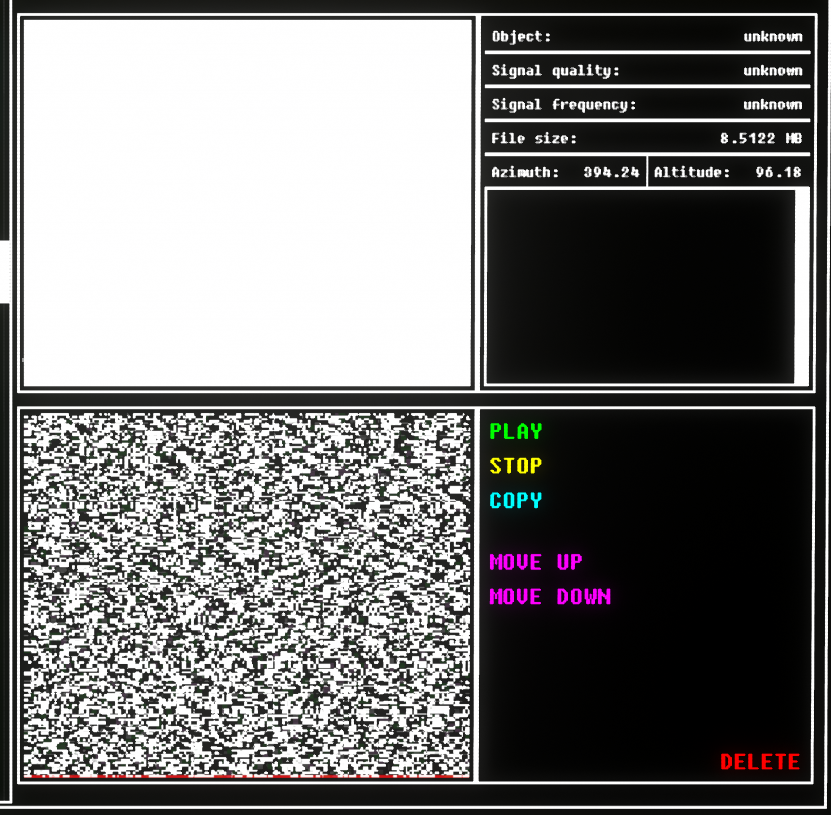 Object: unknown
Signal quality: unknown
Signal frequency: unknown
File size: 8.5122 MB
Azimuth: 394.24 Altitude: 96.18
PLAY
STOP
COPY
MOVE UP
MOVE DOWN
DELETE